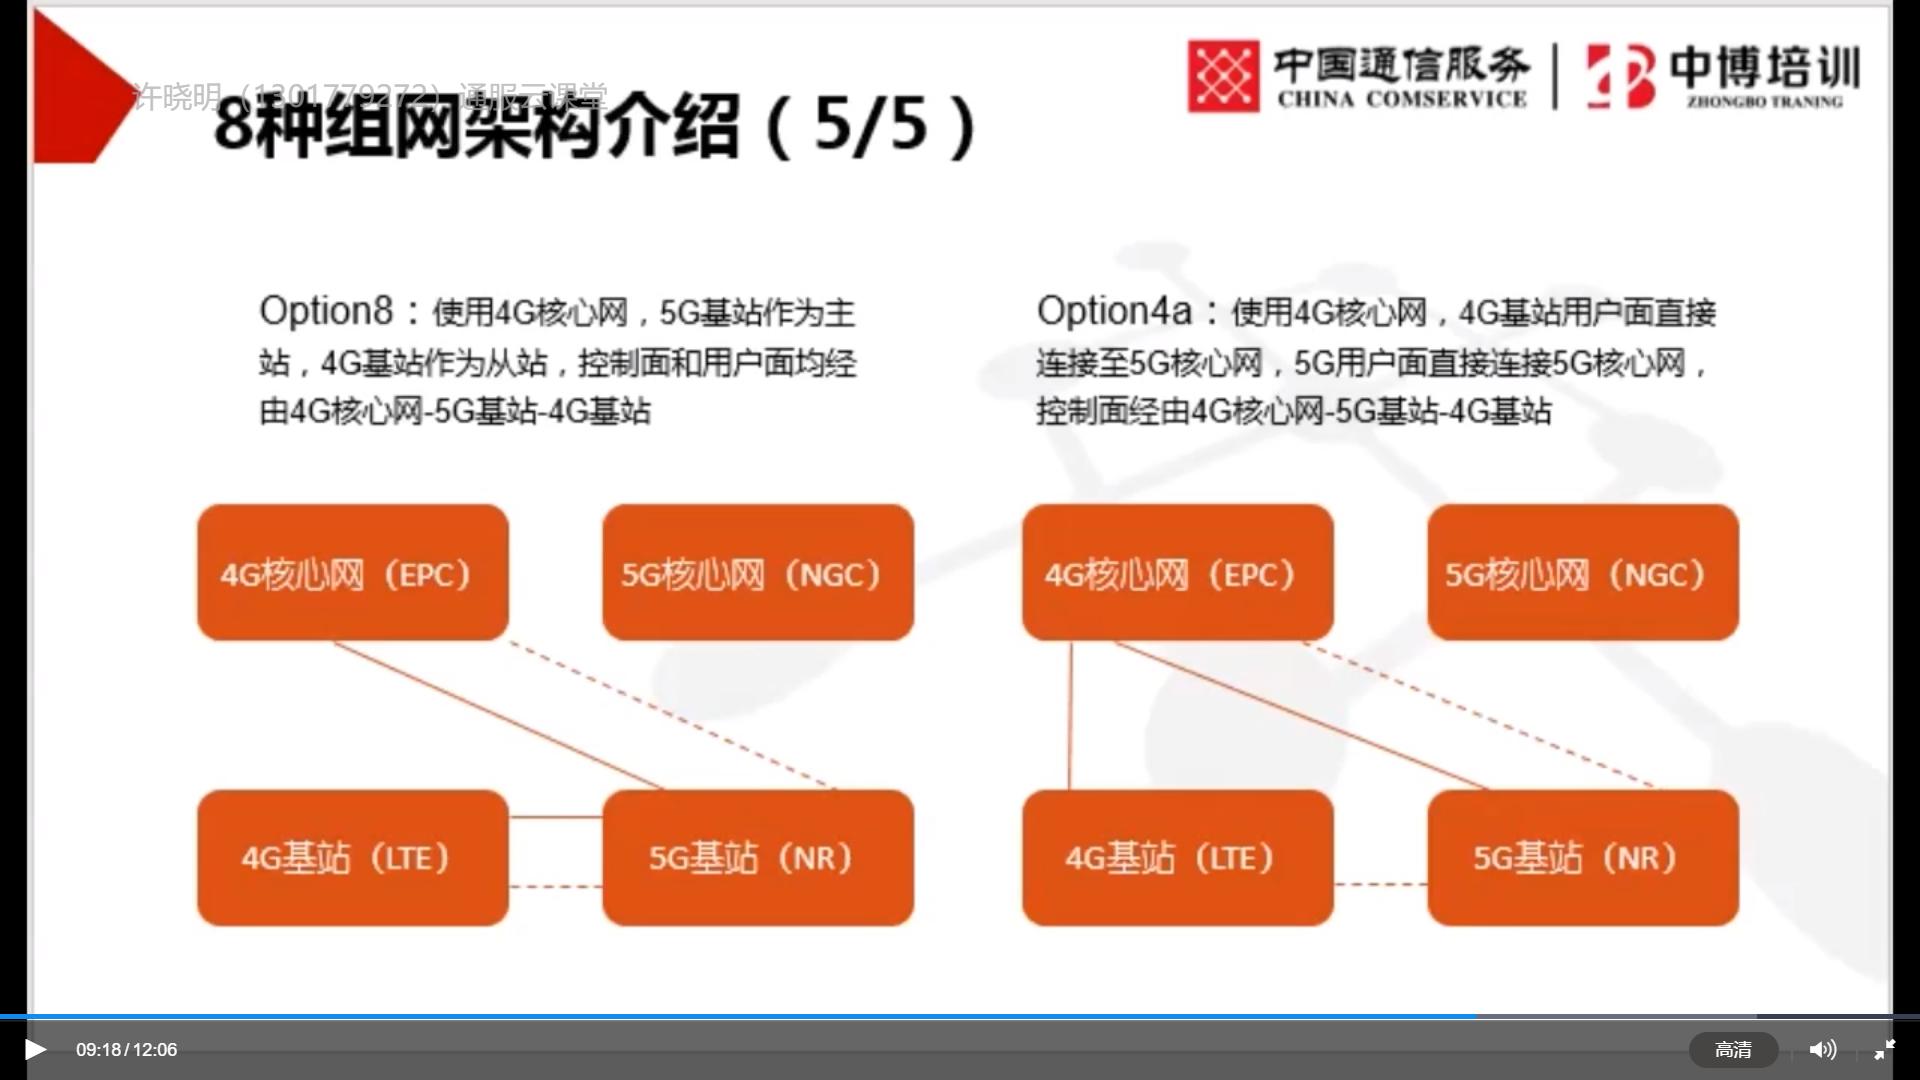 中国通信服务
CHINA COMSERVICE
中博培训
ZHONGBO TRANING
许晓明（1301779272）通服云课堂
8种组网架构介绍（5/5）
Option8：使用4G核心网，5G基站作为主
站，4G基站作为从站，控制面和用户面均经
由4G核心网-5G基站-4G基站
Option4a：使用4G核心网，4G基站用户面直接
连接至5G核心网，5G用户面直接连接5G核心网，
控制面经由4G核心网-5G基站-4G基站
4G核心网（EPC）
5G核心网（NGC）
4G核心网（EPC）
5G核心网（NGC）
4G基站（LTE）
5G基站（NR）
4G基站（LTE）
5G基站（NR）
09:18/12:06
高清